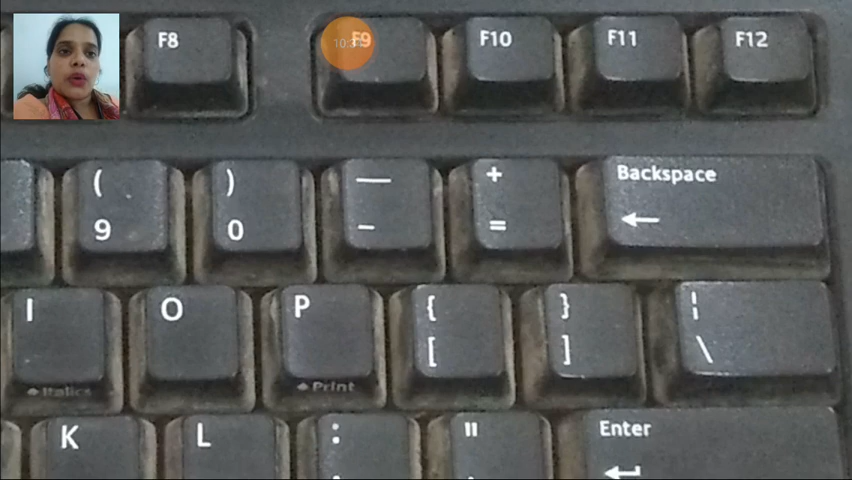 F8 F9 F10 F11 F12
( ) — + Backspace
9 0 - = ←
I O P { } ¦
[ ] \
Italics Print
K L : " Enter